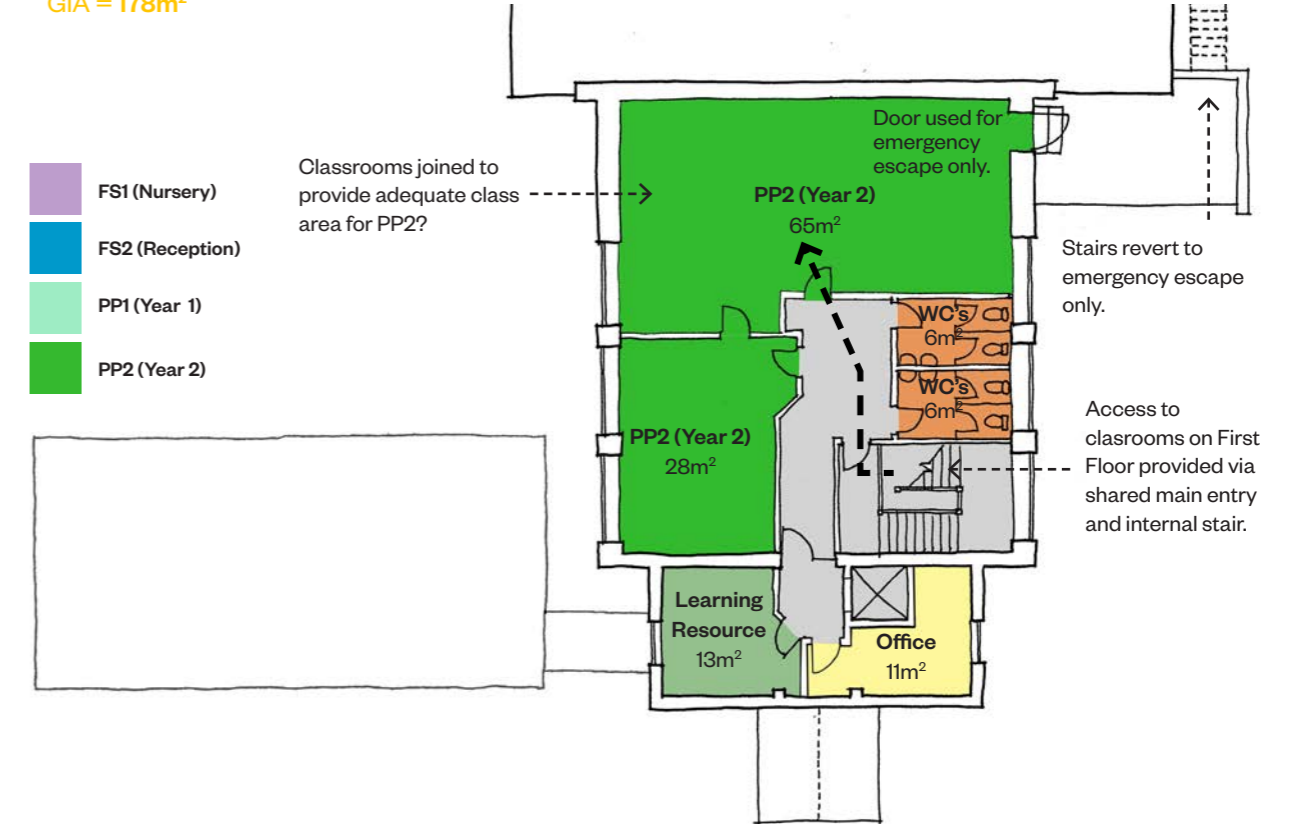 GIA = 178m²
FS1 (Nursery)
FS2 (Reception)
PP1 (Year 1)
PP2 (Year 2)
Classrooms joined to
provide adequate class
area for PP2?
Door used for
emergency
escape only.
PP2 (Year 2)
65m²
Stairs revert to
emergency escape
only.
WC's
6m²
WC's
6m²
PP2 (Year 2)
28m²
Access to
clasrooms on First
Floor provided via
shared main entry
and internal stair.
Learning
Resource
13m²
Office
11m²